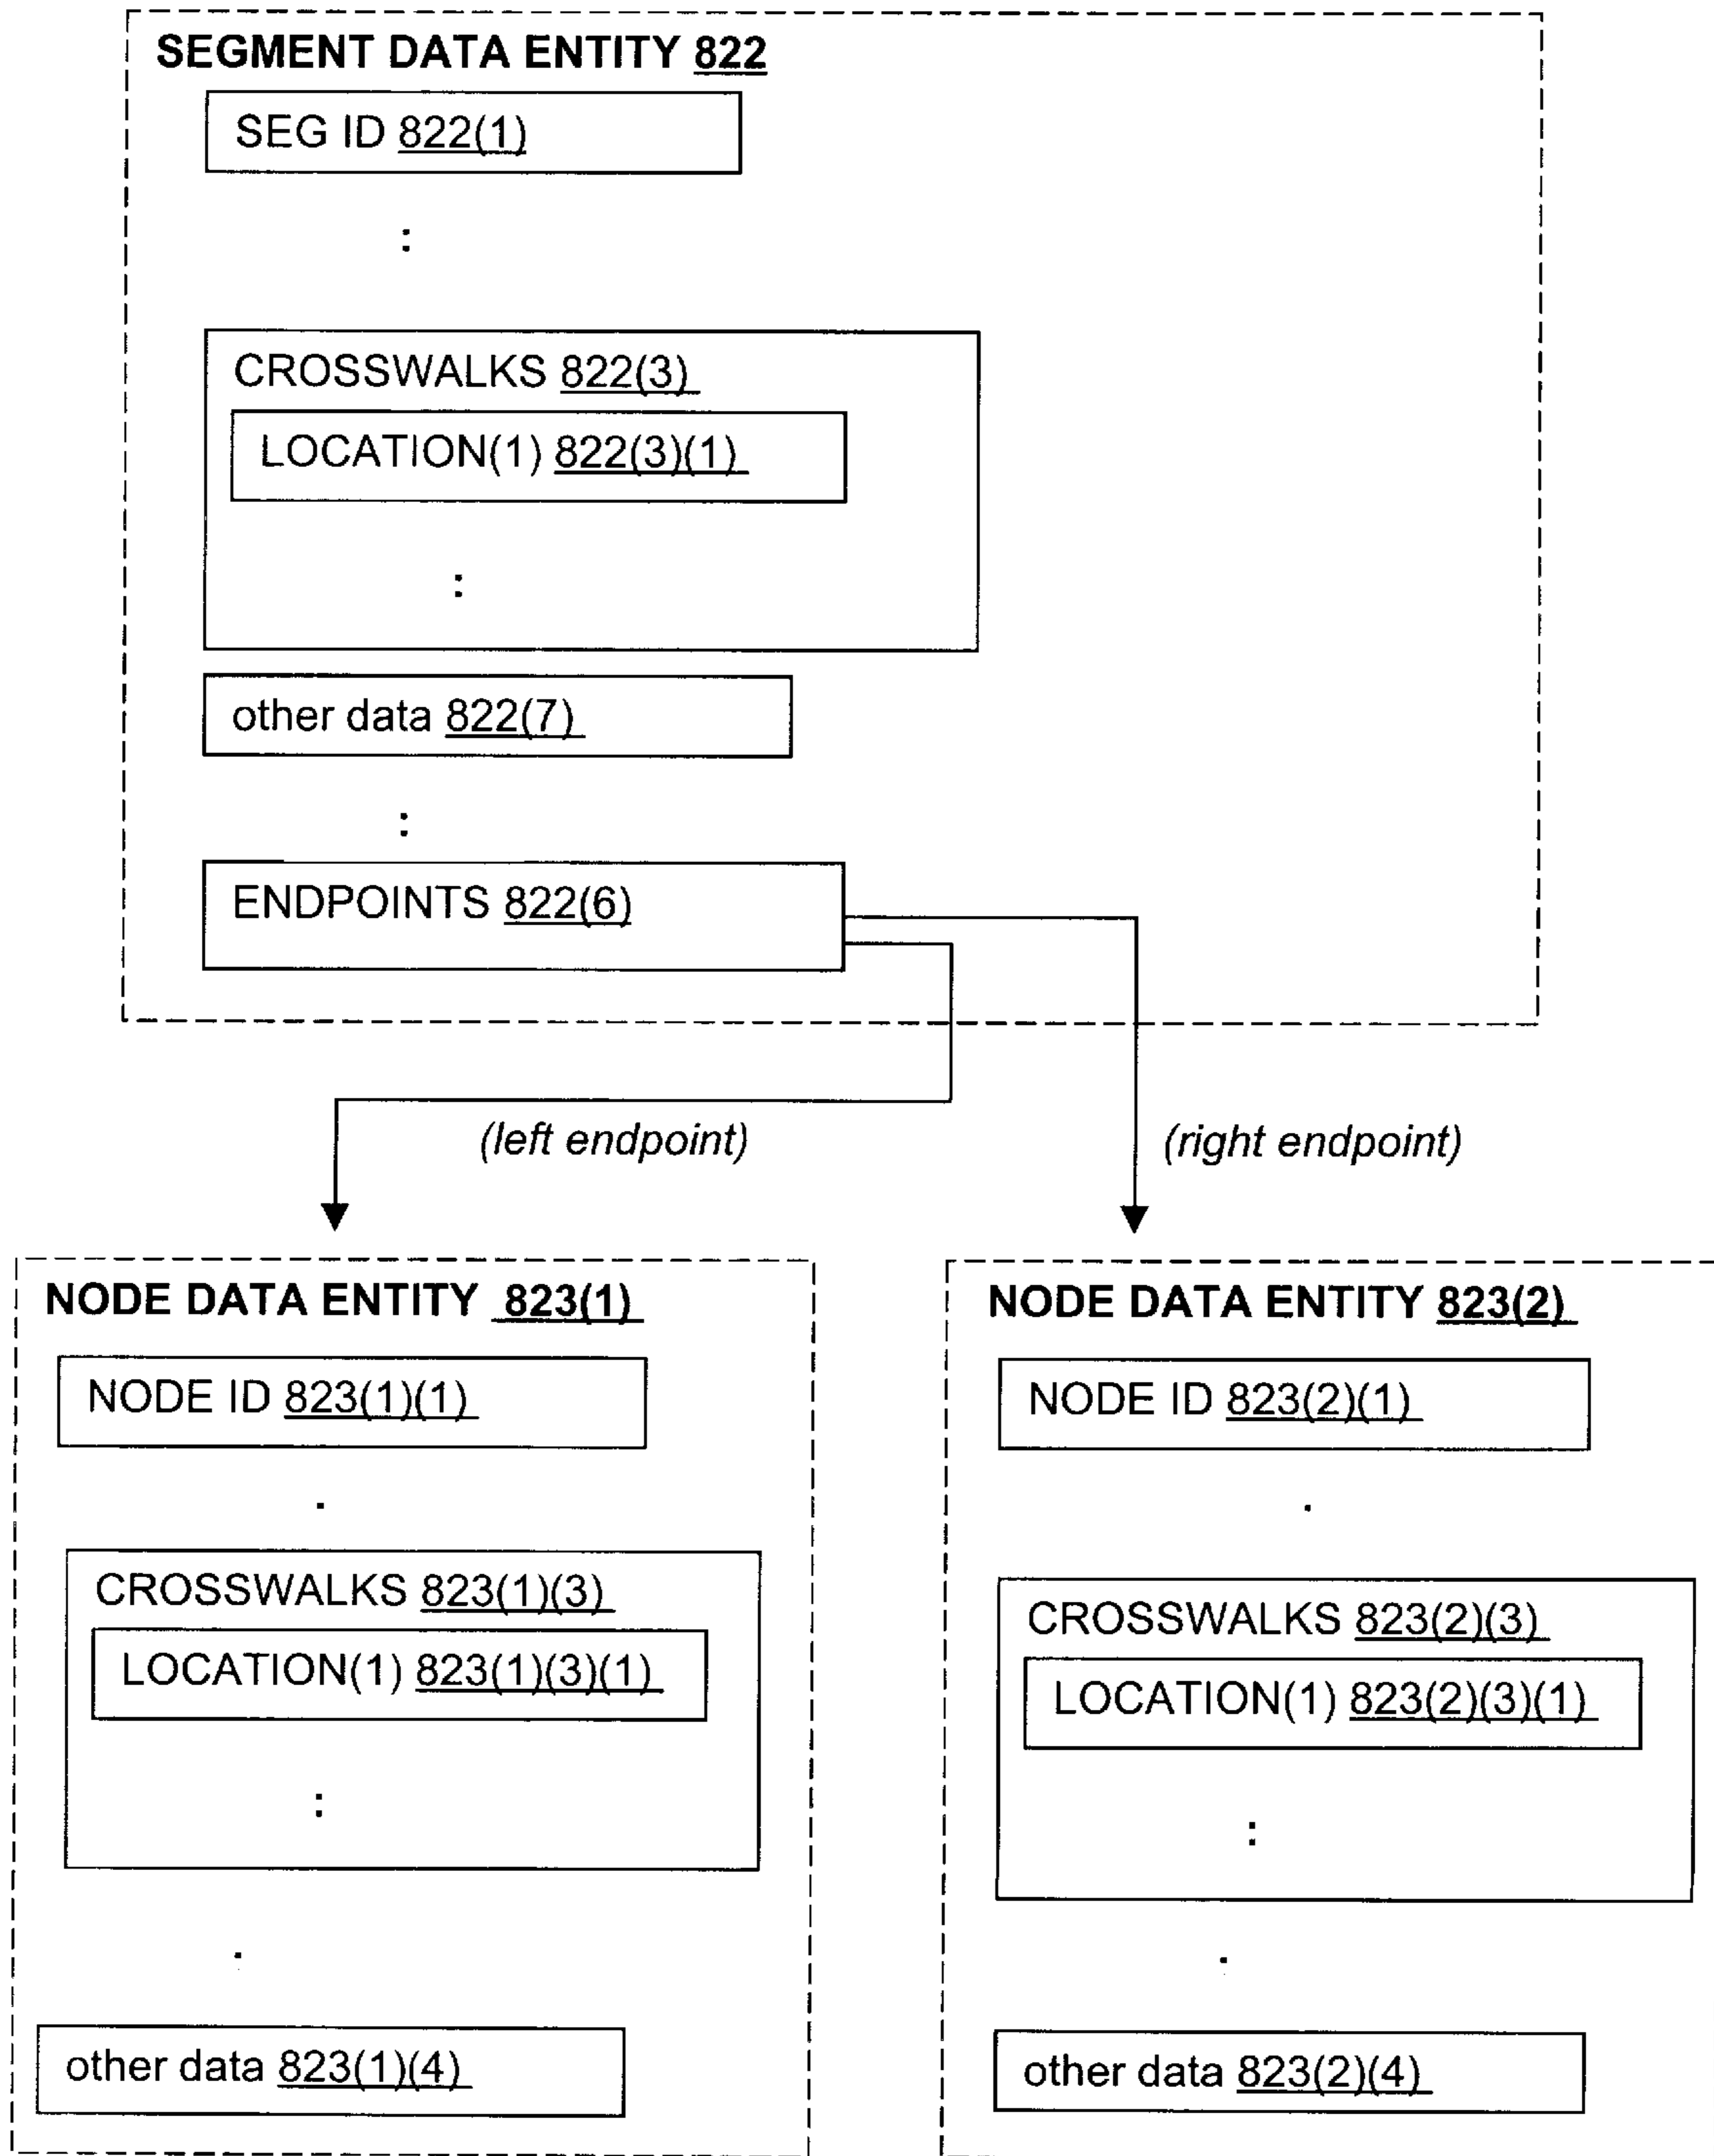 SEGMENT DATA ENTITY 822
SEG ID 822(1)
:
CROSSWALKS 822(3)
LOCATION(1) 822(3)(1)
:
other data 822(7)
:
ENDPOINTS 822(6)
(left endpoint)
(right endpoint)
NODE DATA ENTITY 823(1)
NODE ID 823(1)(1)
.
CROSSWALKS 823(1)(3)
LOCATION(1) 823(1)(3)(1)
:
.
other data 823(1)(4)
NODE DATA ENTITY 823(2)
NODE ID 823(2)(1)
.
CROSSWALKS 823(2)(3)
LOCATION(1) 823(2)(3)(1)
:
.
other data 823(2)(4)